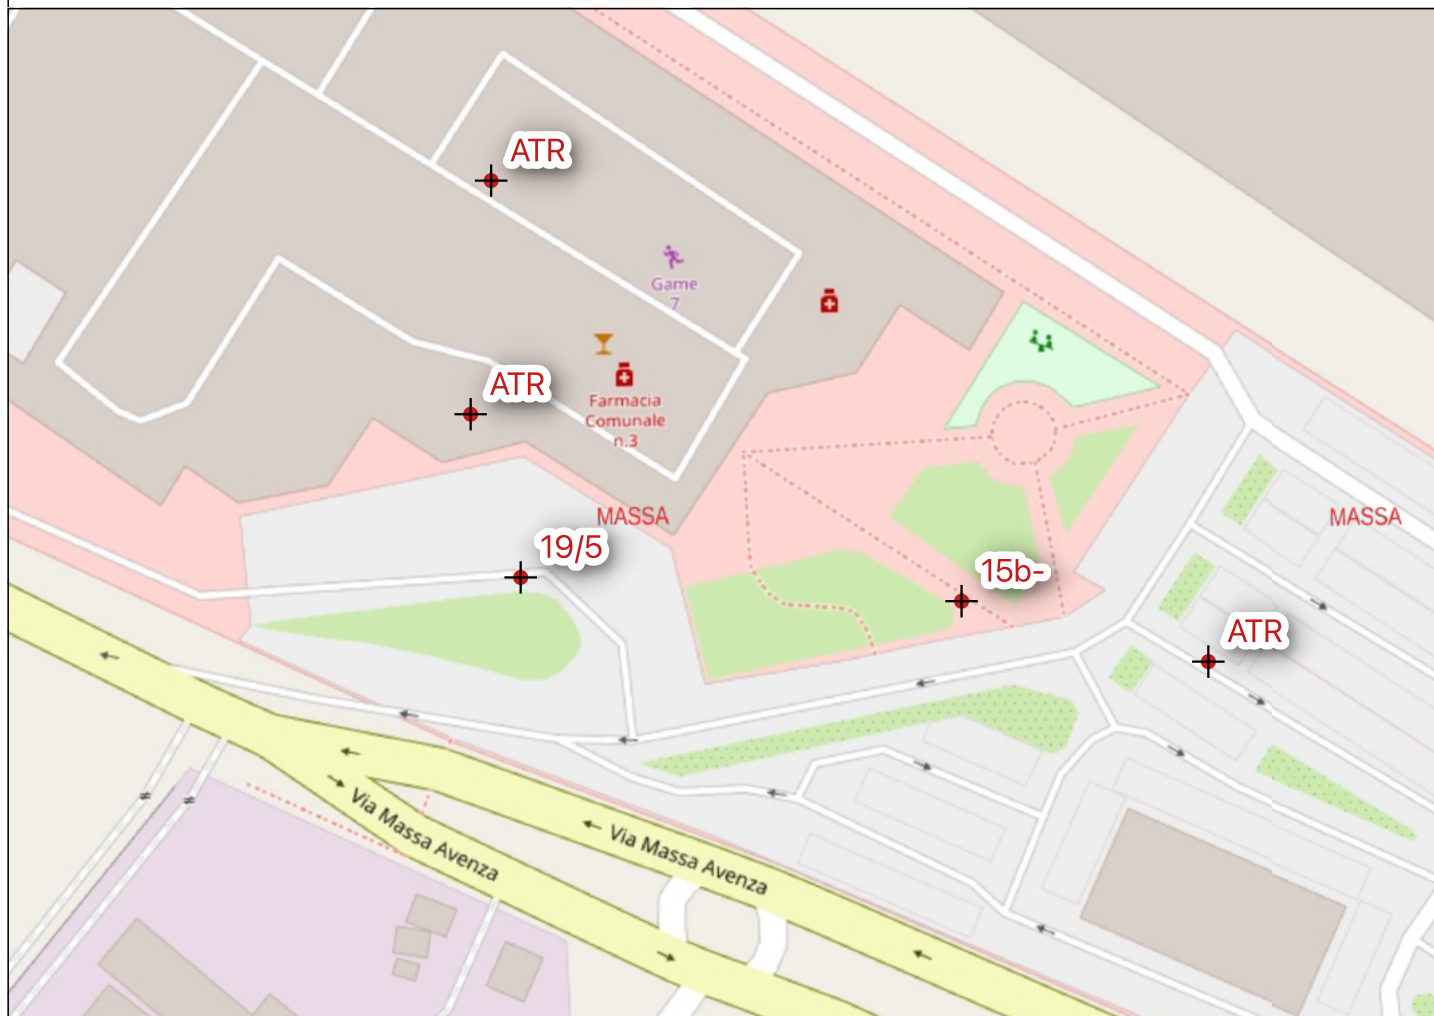 ATR
Game
7
ATR
Farmacia
Comunale
n.3
MASSA
MASSA
19/5
15b-
ATR
Via Massa Avenza
Via Massa Avenza